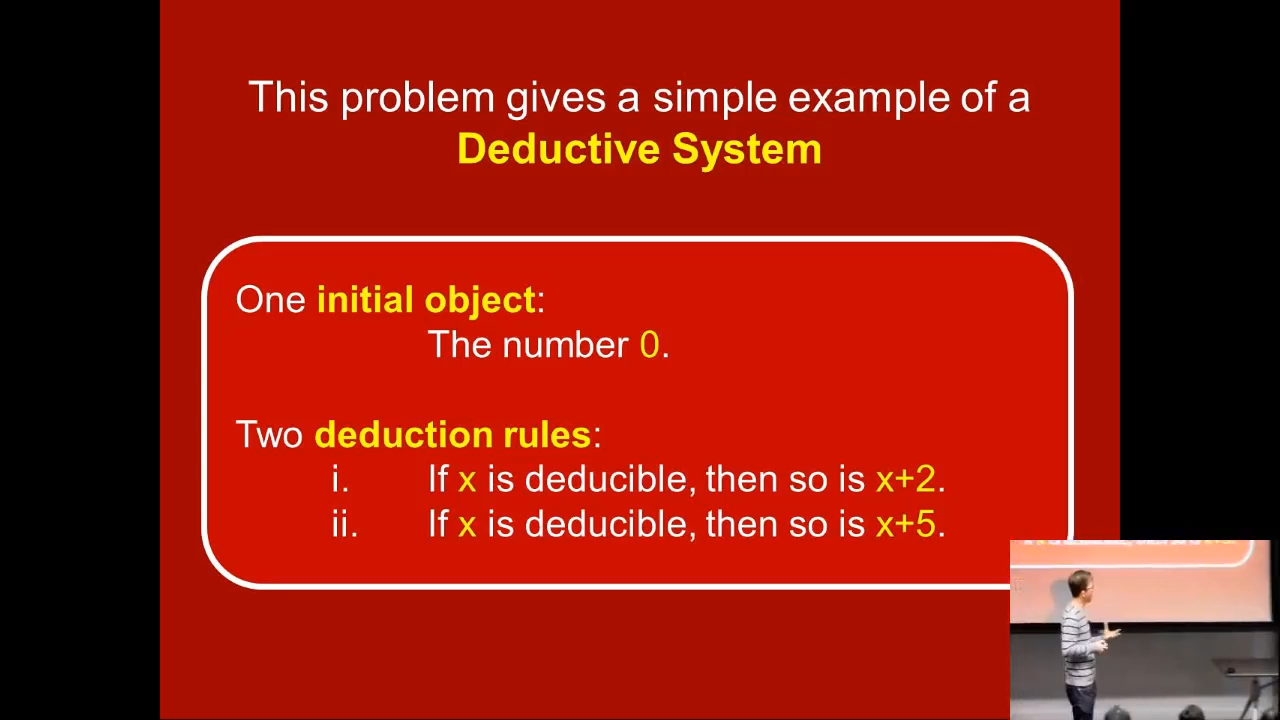 This problem gives a simple example of a
Deductive System
One initial object:
The number 0.
Two deduction rules:
i. If x is deducible, then so is x+2.
ii. If x is deducible, then so is x+5.